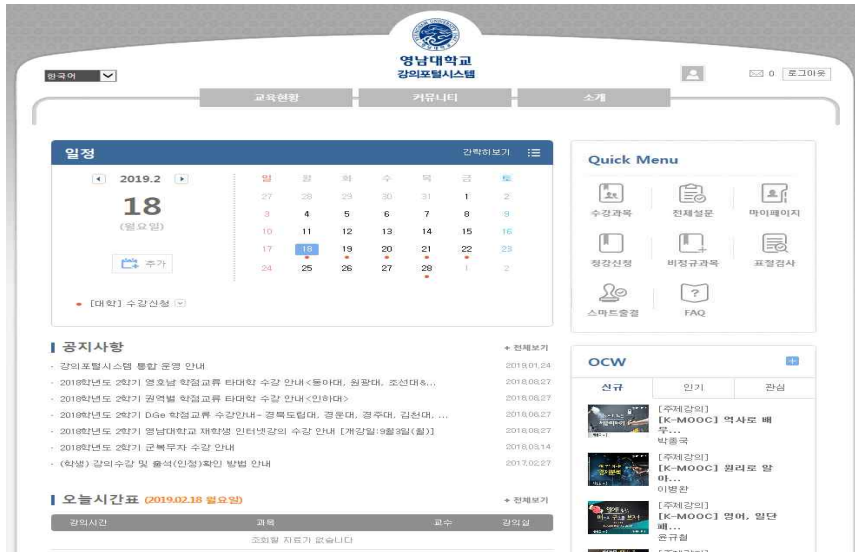 영남대학교
강의포털시스템
한국어
0 로그아웃
교육현황 커뮤니티 소개
일정 간략히보기
2019.2
18
(월요일)
추가
일 월 화 수 목 금 토
27 28 29 30 31 1 2
3 4 5 6 7 8 9
10 11 12 13 14 15 16
17 18 19 20 21 22 23
24 25 26 27 28 1 2
[대학] 수강신청
Quick Menu
수강과목 전체설문 마이페이지
청강신청 비정규과목 표절검사
스마트출결 FAQ
공지사항 + 전체보기
강의포털시스템 통합 운영 안내 2019.01.24
2018학년도 2학기 영호남 학점교류 타대학 수강 안내<동아대, 원광대, 조선대&... 2018.08.27
2018학년도 2학기 권역별 학점교류 타대학 수강 안내<인하대> 2018.08.27
2018학년도 2학기 DGe 학점교류 수강안내- 경북도립대, 경운대, 경주대, 김천대, ... 2018.08.27
2018학년도 2학기 영남대학교 재학생 인터넷강의 수강 안내 [개강일:9월3일(월)] 2018.08.27
2018학년도 2학기 군복무자 수강 안내
(학생) 강의수강 및 출석(인정)확인 방법 안내 2017.02.27
오늘시간표 (2019.02.18 월요일) + 전체보기
강의시간 과목 교수 강의실
조회할 자료가 없습니다
OCW
신규 인기 관심
[주제강의]
[K-MOOC] 역사로 배
우...
박홍국
[주제강의]
[K-MOOC] 원리로 알
아...
이병완
[주제강의]
[K-MOOC] 영어, 일단
떼...
윤규철